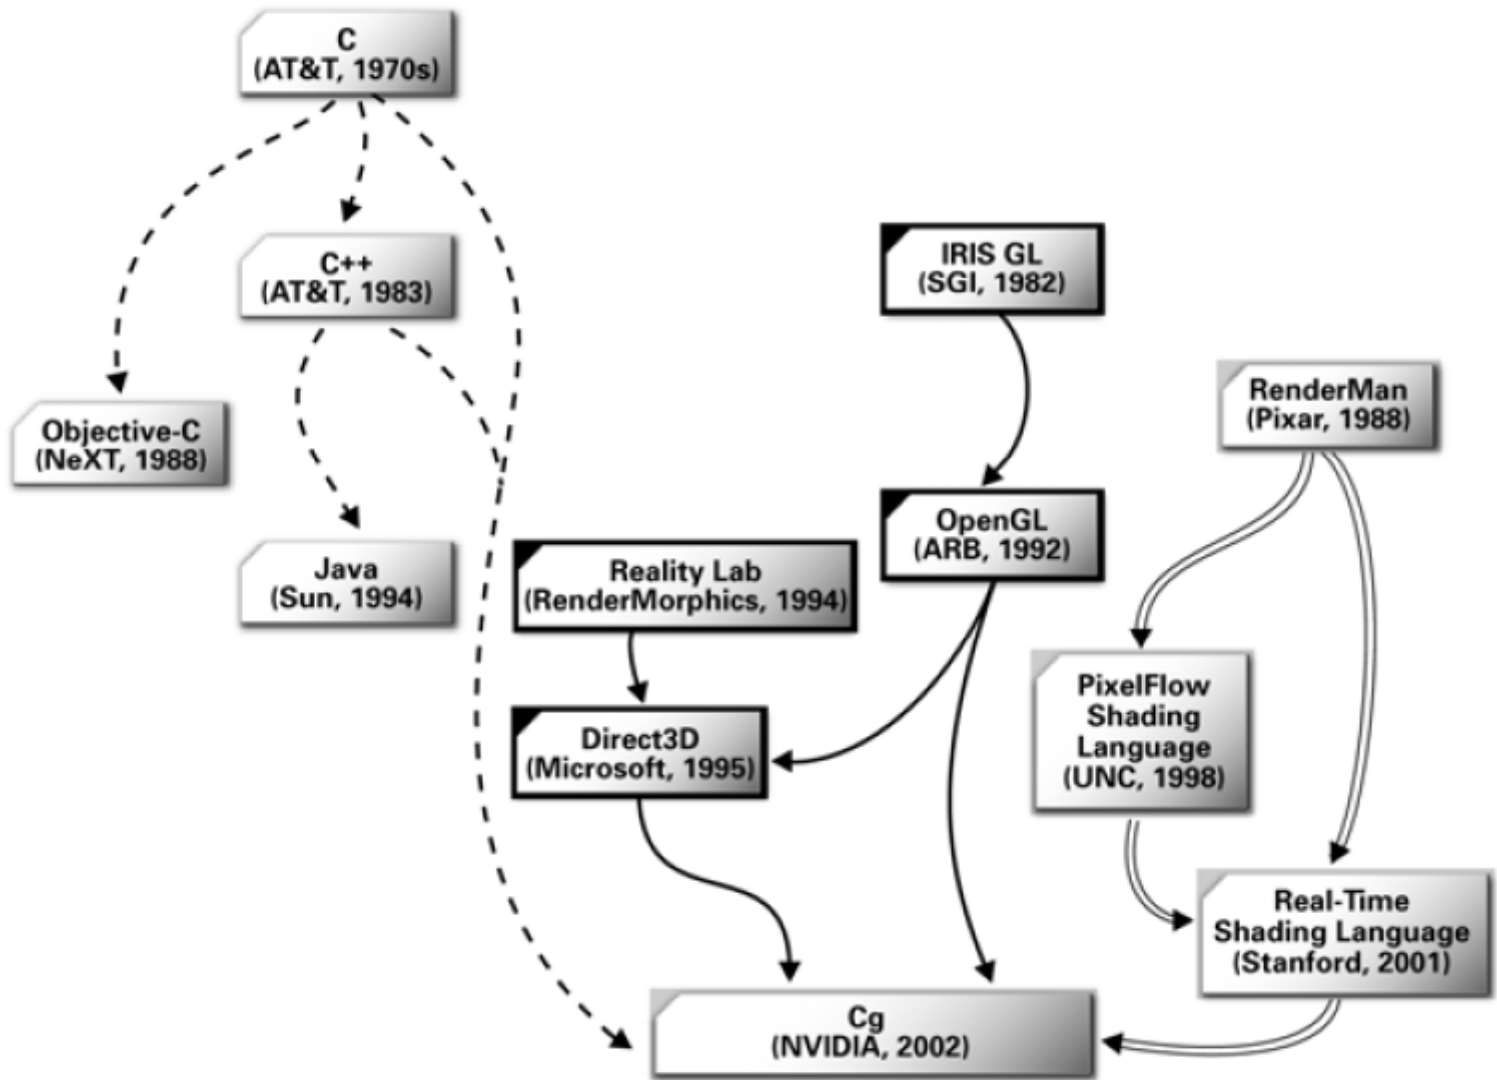 C
(AT&T, 1970s)
C++
(AT&T, 1983)
IRIS GL
(SGI, 1982)
RenderMan
(Pixar, 1988)
Objective-C
(NeXT, 1988)
OpenGL
(ARB, 1992)
Java
(Sun, 1994)
Reality Lab
(RenderMorphics, 1994)
PixelFlow
Shading
Language
(UNC, 1998)
Direct3D
(Microsoft, 1995)
Real-Time
Shading Language
(Stanford, 2001)
Cg
(NVIDIA, 2002)